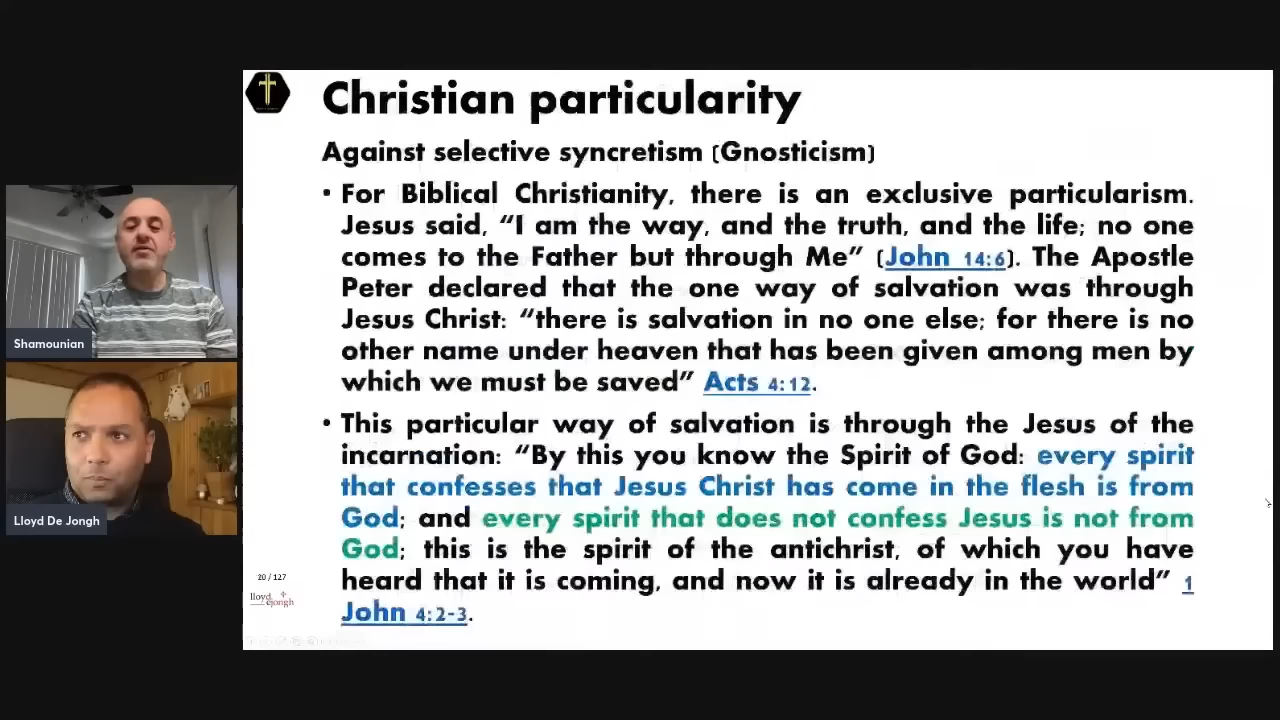 Christian particularity
Against selective syncretism (Gnosticism)
• For Biblical Christianity, there is an exclusive particularism.
Jesus said, “I am the way, and the truth, and the life; no one
comes to the Father but through Me” (John 14:6). The Apostle
Peter declared that the one way of salvation was through
Jesus Christ: “there is salvation in no one else; for there is no
other name under heaven that has been given among men by
which we must be saved” Acts 4:12.
• This particular way of salvation is through the Jesus of the
incarnation: “By this you know the Spirit of God: every spirit
that confesses that Jesus Christ has come in the flesh is from
God; and every spirit that does not confess Jesus is not from
God; this is the spirit of the antichrist, of which you have
heard that it is coming, and now it is already in the world” 1
John 4:2-3.
20 / 127
lloyd
dejongh
Shamounian
Lloyd De Jongh